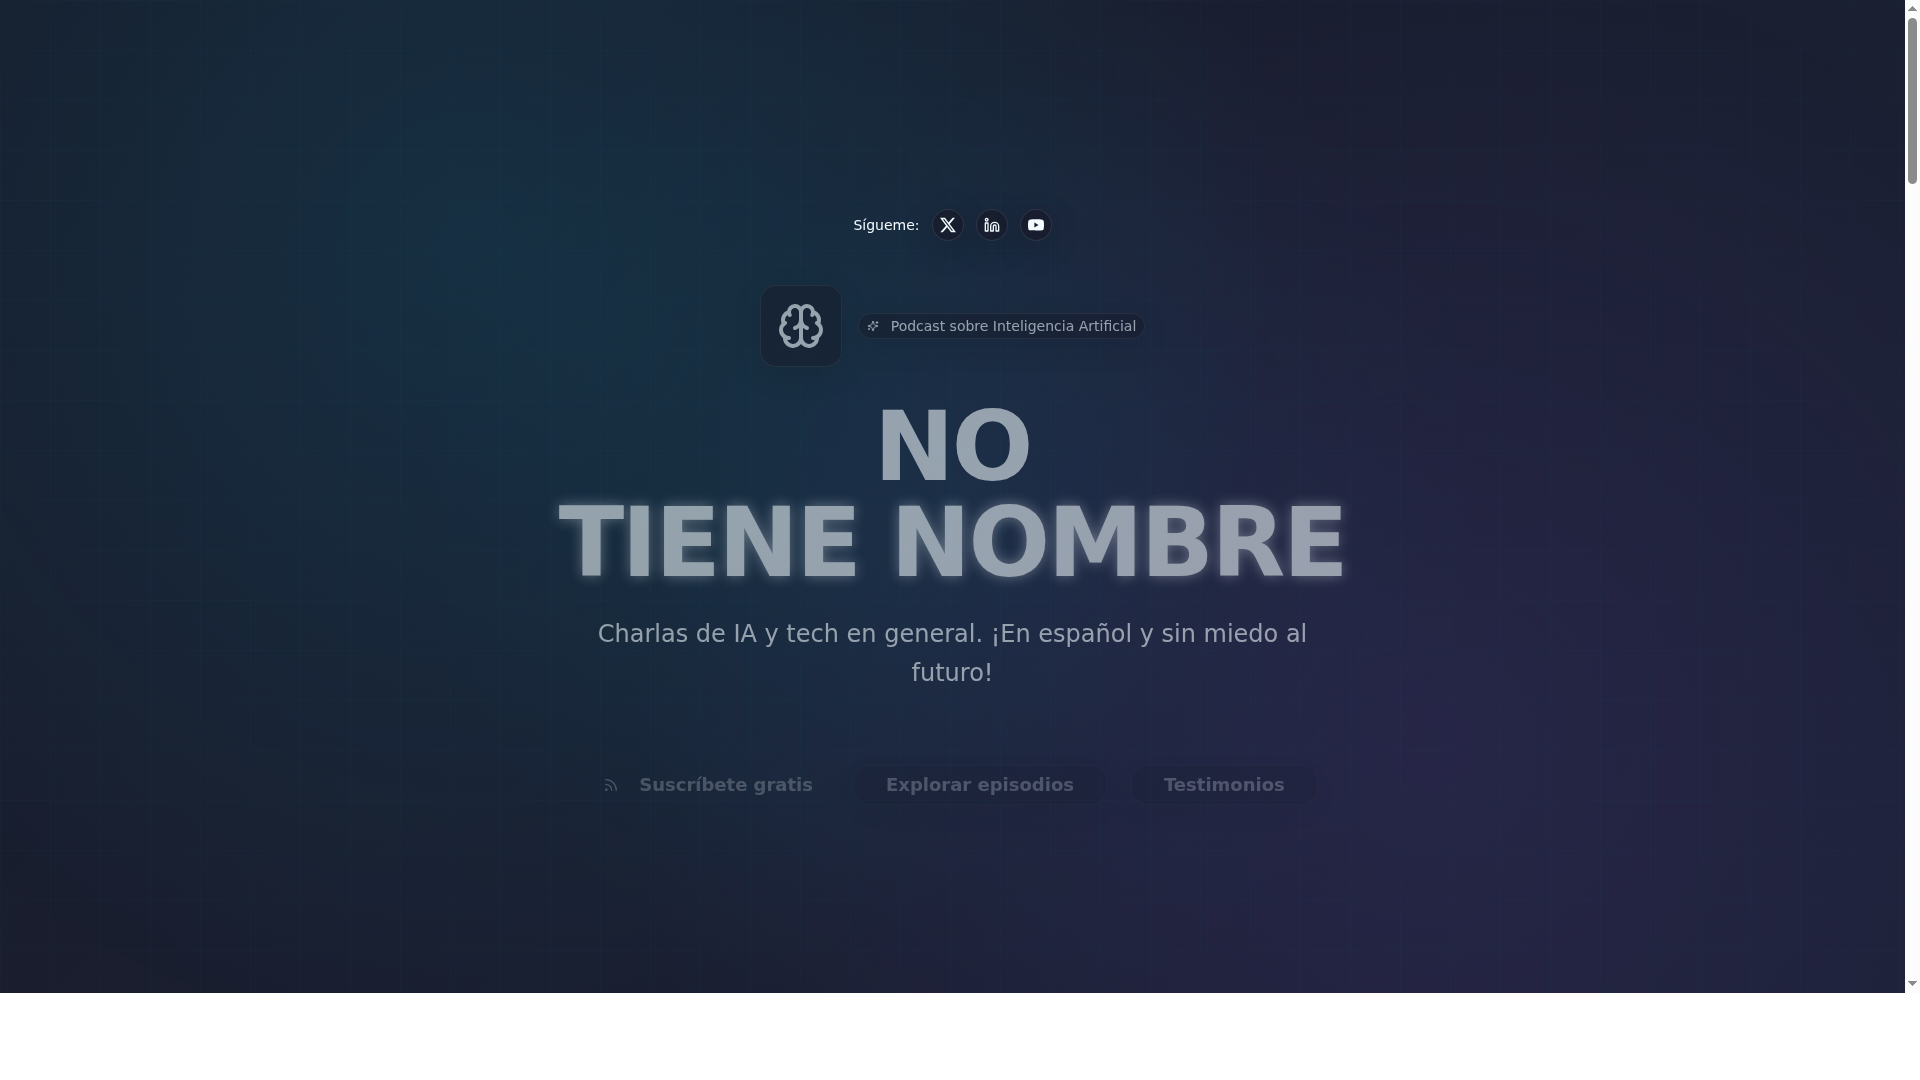 Sígueme:
Podcast sobre Inteligencia Artificial
NO
TIENE NOMBRE
Charlas de IA y tech en general. ¡En español y sin miedo al
futuro!
Suscríbete gratis Explorar episodios Testimonios